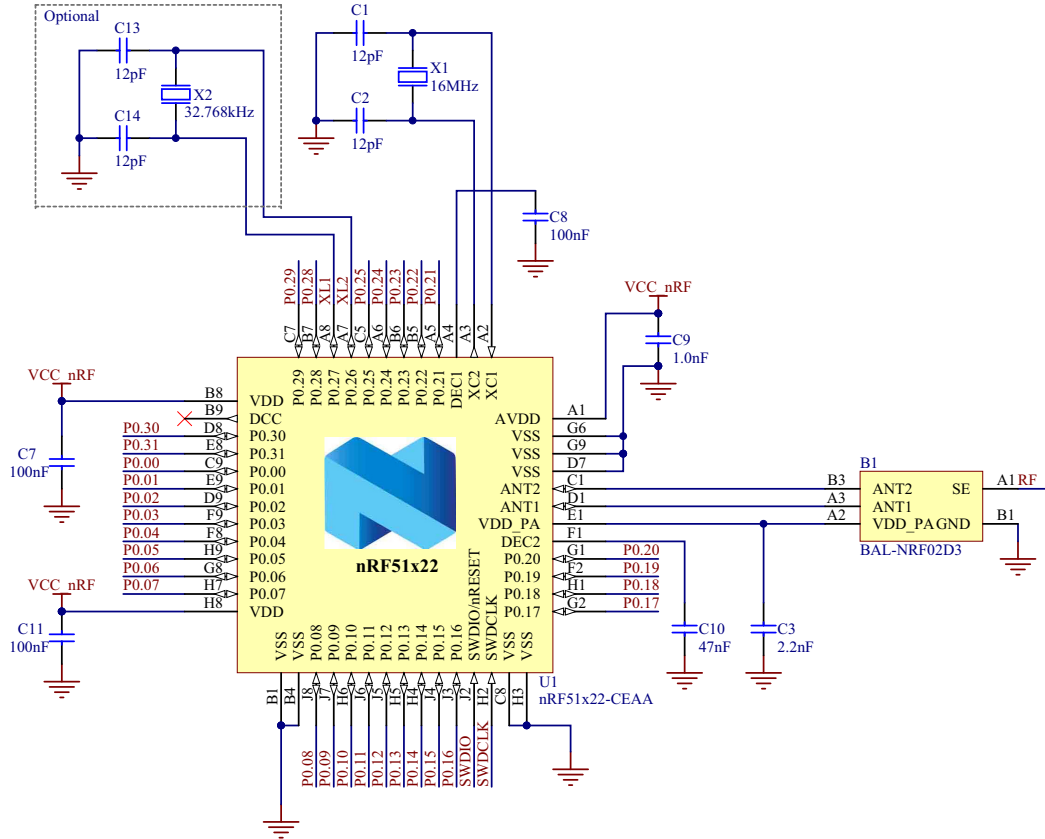 Optional
C13
12pF
X2
32.768kHz
C14
12pF
C1
12pF
X1
16MHz
C2
12pF
C8
100nF
P0.29
P0.28
XL1
XL2
P0.25
P0.24
P0.23
P0.22
P0.21
C7
B7
A8
A7
C5
A6
B6
B5
A5
A4
A3
A2
P0.29
P0.28
P0.27
P0.26
P0.25
P0.24
P0.23
P0.22
P0.21
DEC1
XC2
XC1
VCC_nRF
C9
1.0nF
VCC_nRF
C7
100nF
B8 VDD
B9 DCC
P0.30 D8 P0.30
P0.31 E8 P0.31
P0.00 C9 P0.00
P0.01 E9 P0.01
P0.02 D9 P0.02
P0.03 F9 P0.03
P0.04 F8 P0.04
P0.05 H9 P0.05
P0.06 G8 P0.06
P0.07 H7 P0.07
H8 VDD
VCC_nRF
C11
100nF
nRF51x22
AVDD A1
VSS G6
VSS G9
VSS D7
ANT2 C1
ANT1 D1
VDD_PA E1
DEC2 F1
P0.20 G1 P0.20
P0.19 F2 P0.19
P0.18 H1 P0.18
P0.17 G2 P0.17
B1
B3 ANT2 SE A1 RF
A3 ANT1
A2 VDD_PA GND B1
BAL-NRF02D3
C10
47nF
C3
2.2nF
VSS
VSS
P0.08
P0.09
P0.10
P0.11
P0.12
P0.13
P0.14
P0.15
P0.16
SWDIO/nRESET
SWDCLK
VSS
VSS
U1
nRF51x22-CEAA
B1
B4
J8
J7
H6
J6
J5
H5
H4
J4
J3
J2
H2
C8
H3
P0.08
P0.09
P0.10
P0.11
P0.12
P0.13
P0.14
P0.15
P0.16
SWDIO
SWDCLK